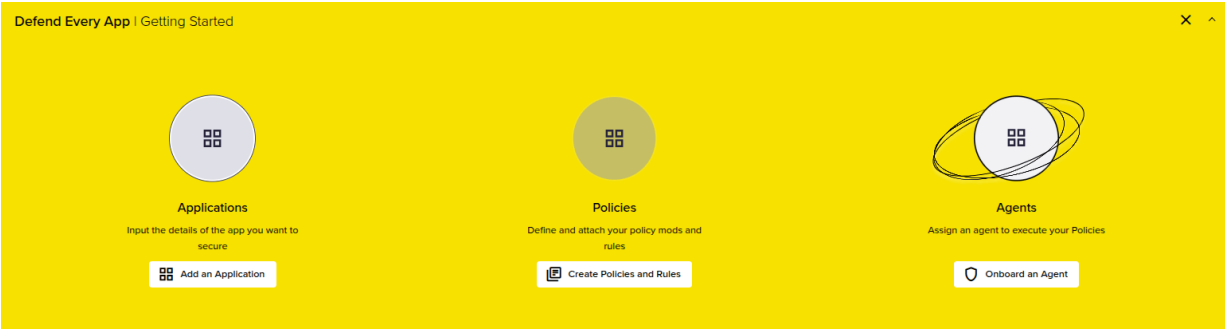 Defend Every App | Getting Started
Applications
Input the details of the app you want to
secure
Add an Application
Policies
Define and attach your policy mods and
rules
Create Policies and Rules
Agents
Assign an agent to execute your Policies
Onboard an Agent